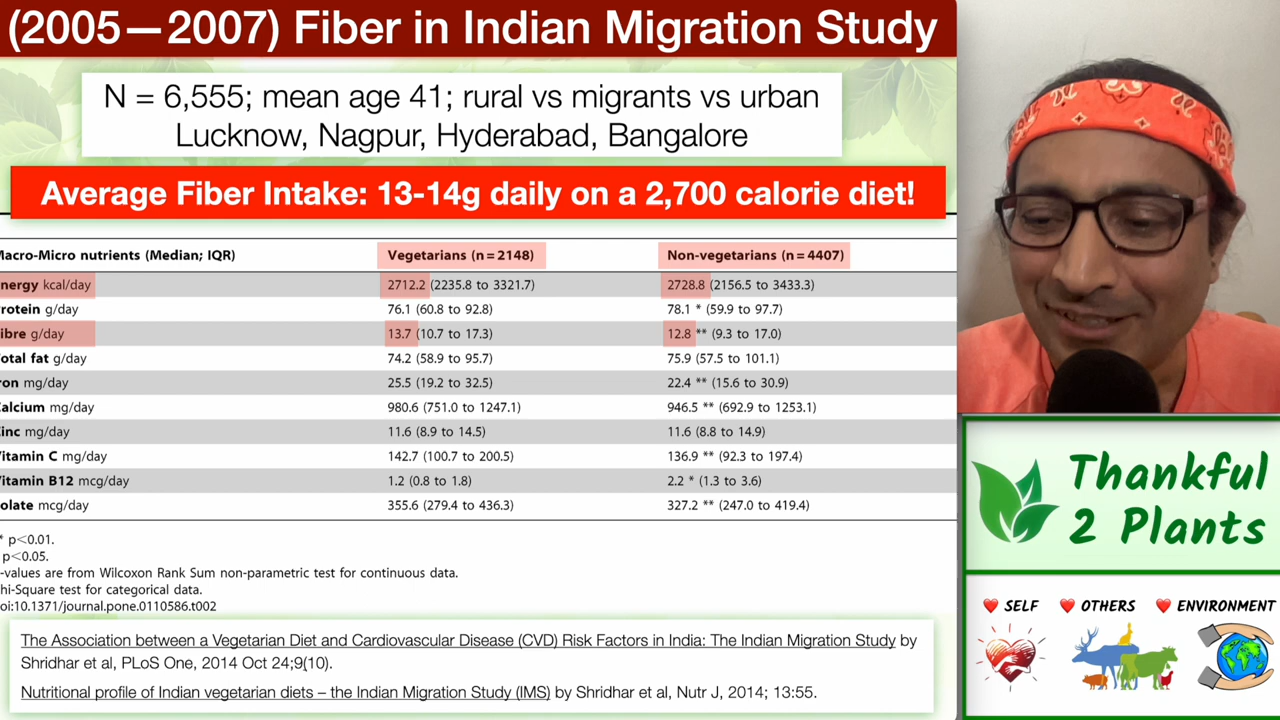 (2005—2007) Fiber in Indian Migration Study
N = 6,555; mean age 41; rural vs migrants vs urban
Lucknow, Nagpur, Hyderabad, Bangalore
Average Fiber Intake: 13-14g daily on a 2,700 calorie diet!
Macro-Micro nutrients (Median; IQR) Vegetarians (n = 2148) Non-vegetarians (n = 4407)
nergy kcal/day 2712.2 (2235.8 to 3321.7) 2728.8 (2156.5 to 3433.3)
Protein g/day 76.1 (60.8 to 92.8) 78.1 * (59.9 to 97.7)
ibre g/day 13.7 (10.7 to 17.3) 12.8 ** (9.3 to 17.0)
Total fat g/day 74.2 (58.9 to 95.7) 75.9 (57.5 to 101.1)
ron mg/day 25.5 (19.2 to 32.5) 22.4 ** (15.6 to 30.9)
Calcium mg/day 980.6 (751.0 to 1247.1) 946.5 ** (692.9 to 1253.1)
Zinc mg/day 11.6 (8.9 to 14.5) 11.6 (8.8 to 14.9)
Vitamin C mg/day 142.7 (100.7 to 200.5) 136.9 ** (92.3 to 197.4)
Vitamin B12 mcg/day 1.2 (0.8 to 1.8) 2.2 * (1.3 to 3.6)
olate mcg/day 355.6 (279.4 to 436.3) 327.2 ** (247.0 to 419.4)
* p<0.01.
p<0.05.
-values are from Wilcoxon Rank Sum non-parametric test for continuous data.
hi-Square test for categorical data.
oi:10.1371/journal.pone.0110586.t002
The Association between a Vegetarian Diet and Cardiovascular Disease (CVD) Risk Factors in India: The Indian Migration Study by
Shridhar et al, PLoS One, 2014 Oct 24;9(10).
Nutritional profile of Indian vegetarian diets – the Indian Migration Study (IMS) by Shridhar et al, Nutr J, 2014; 13:55.
Thankful
2 Plants
SELF OTHERS ENVIRONMENT